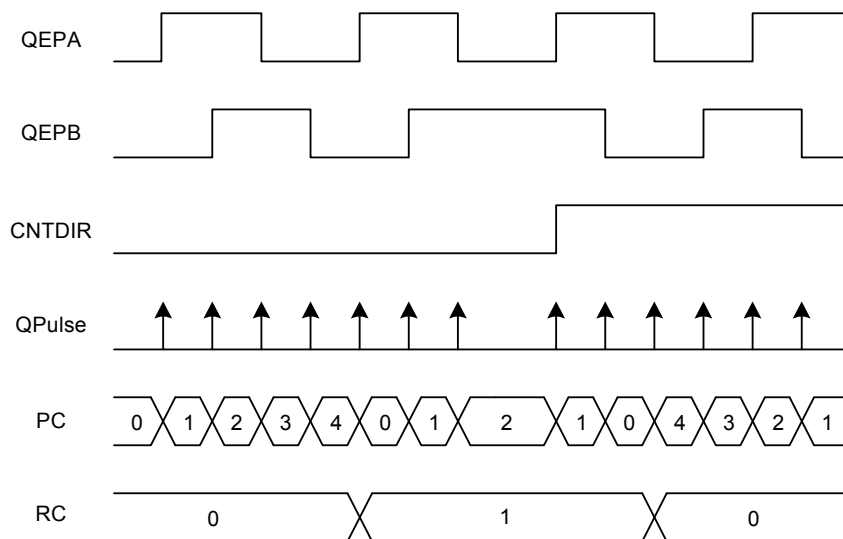 QEPA
QEPB
CNTDIR
QPulse
PC 0 1 2 3 4 0 1 2 1 0 4 3 2 1
RC 0 1 0